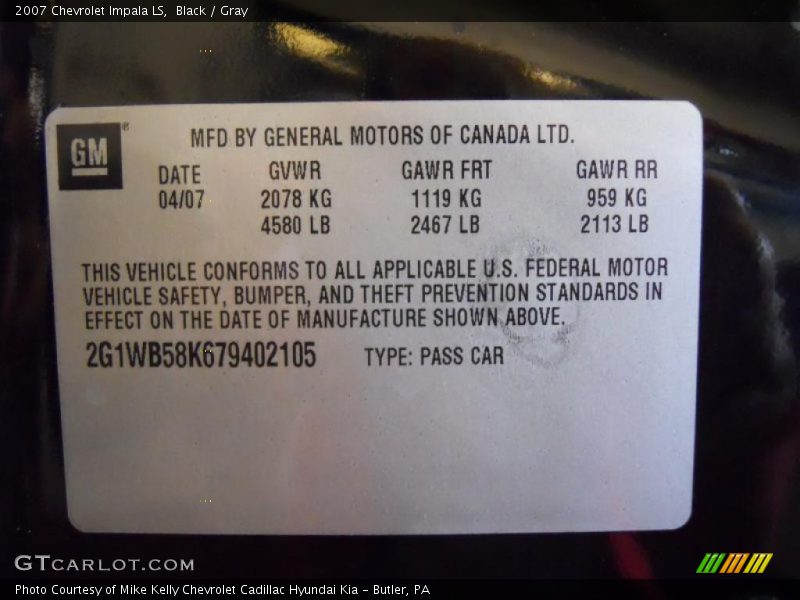 2007 Chevrolet Impala LS, Black / Gray
GM®
MFD BY GENERAL MOTORS OF CANADA LTD.
DATE GVWR GAWR FRT GAWR RR
04/07 2078 KG 1119 KG 959 KG
4580 LB 2467 LB 2113 LB
THIS VEHICLE CONFORMS TO ALL APPLICABLE U.S. FEDERAL MOTOR
VEHICLE SAFETY, BUMPER, AND THEFT PREVENTION STANDARDS IN
EFFECT ON THE DATE OF MANUFACTURE SHOWN ABOVE.
2G1WB58K679402105 TYPE: PASS CAR
GTCARLOT.COM
Photo Courtesy of Mike Kelly Chevrolet Cadillac Hyundai Kia - Butler, PA